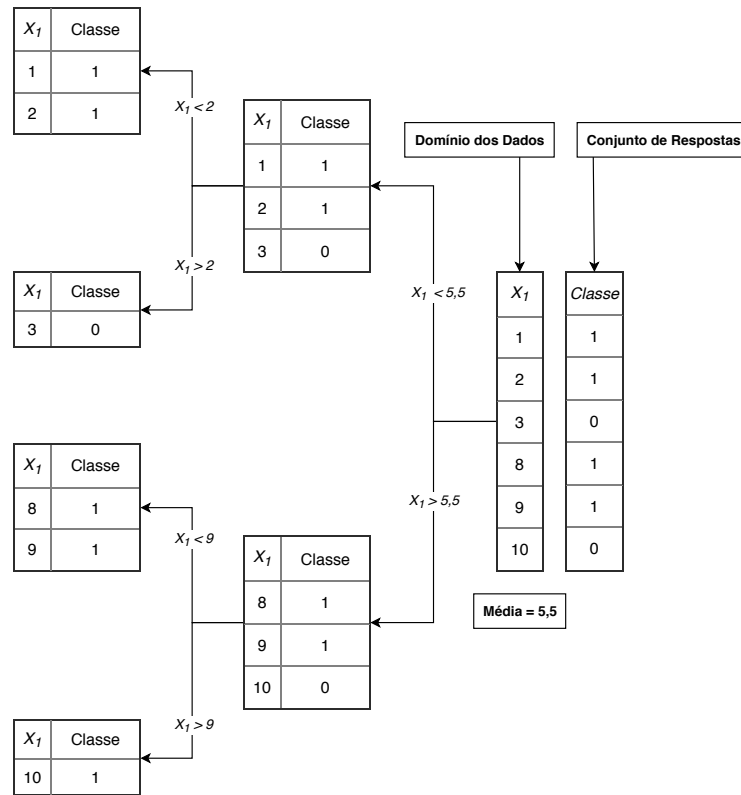 X1 Classe
1 1
2 1
X1 < 2
X1 Classe
1 1
2 1
3 0
X1 > 2
X1 Classe
3 0
Domínio dos Dados
Conjunto de Respostas
X1 < 5,5
X1 Classe
1 1
2 1
3 0
8 1
9 1
10 0
X1 > 5,5
Média = 5,5
X1 Classe
8 1
9 1
X1 < 9
X1 Classe
8 1
9 1
10 0
X1 > 9
X1 Classe
10 1